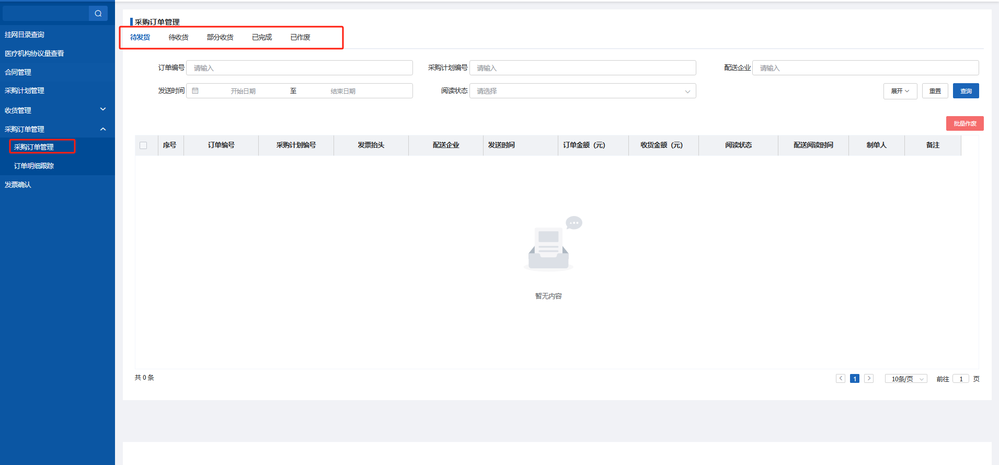 挂网目录查询
医疗机构协议量查看
合同管理
采购计划管理
收货管理
采购订单管理
采购订单管理
订单明细跟踪
发票确认
采购订单管理
待发货 待收货 部分收货 已完成 已作废
订单编号 请输入 采购计划编号 请输入 配送企业 请输入
发送时间 开始日期 至 结束日期 阅读状态 请选择 展开 重置 查询
批量作废
序号 订单编号 采购计划编号 发票抬头 配送企业 发送时间 订单金额（元） 收货金额（元） 阅读状态 配送阅读时间 制单人 备注
暂无内容
共 0 条 1 10条/页 前往 1 页